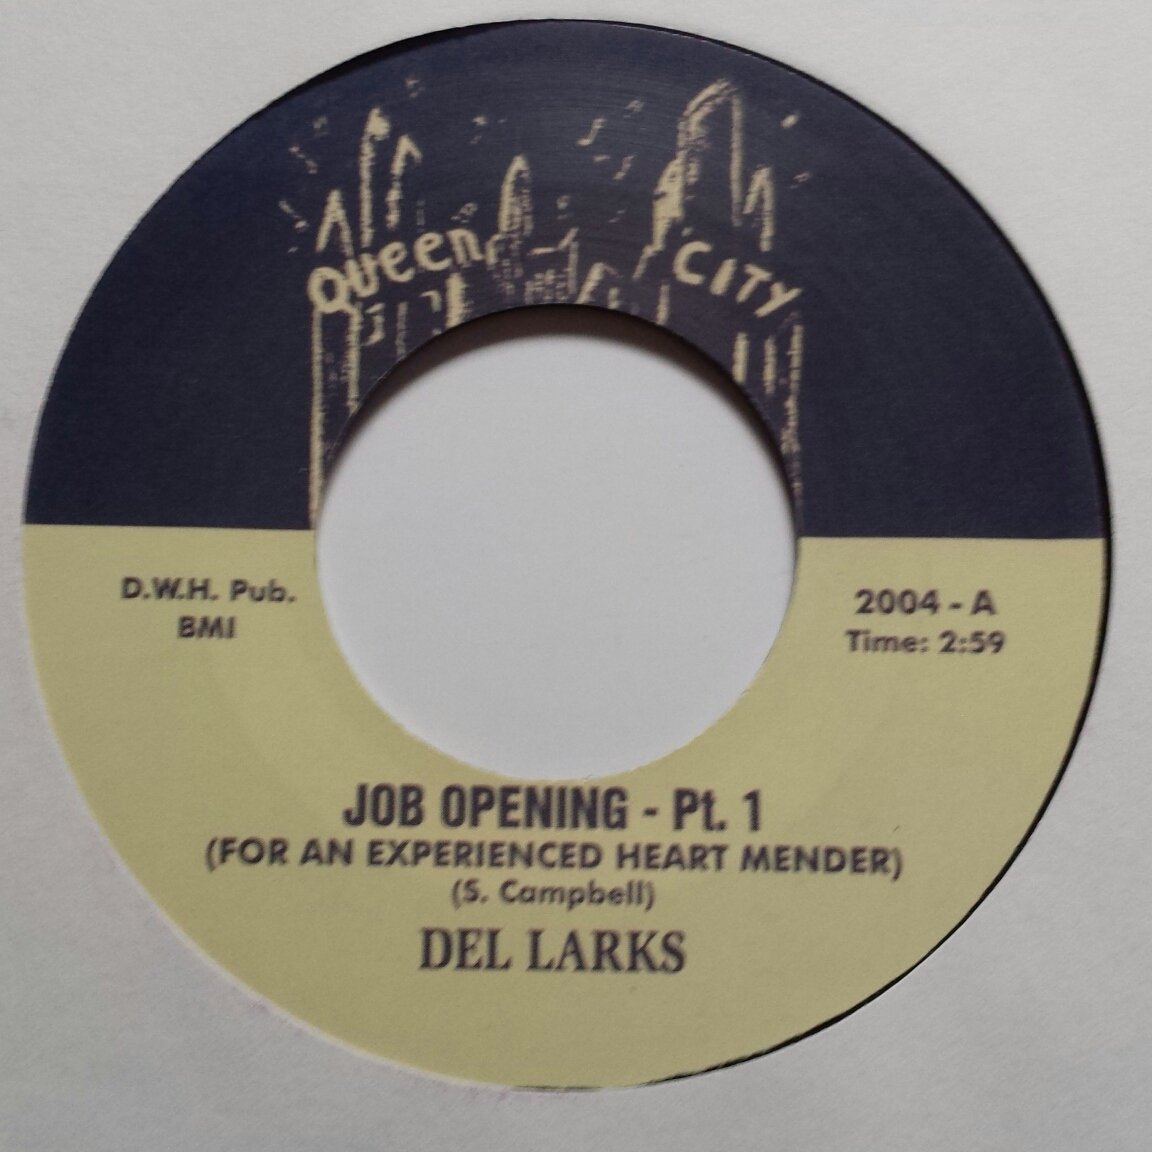 Queen CITY
D.W.H. Pub.
BMI
2004 - A
Time: 2:59
JOB OPENING - Pt. 1
(FOR AN EXPERIENCED HEART MENDER)
(S. Campbell)
DEL LARKS